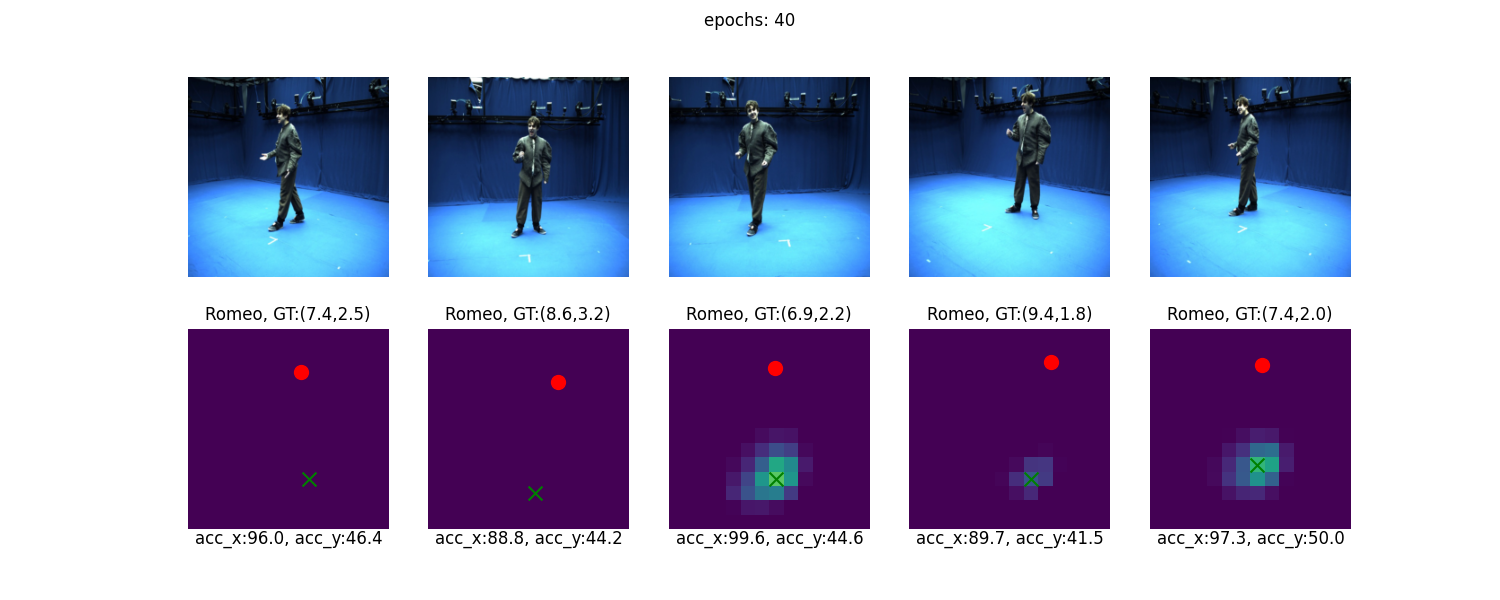 epochs: 40
Romeo, GT:(7.4,2.5)
Romeo, GT:(8.6,3.2)
Romeo, GT:(6.9,2.2)
Romeo, GT:(9.4,1.8)
Romeo, GT:(7.4,2.0)
acc_x:96.0, acc_y:46.4
acc_x:88.8, acc_y:44.2
acc_x:99.6, acc_y:44.6
acc_x:89.7, acc_y:41.5
acc_x:97.3, acc_y:50.0